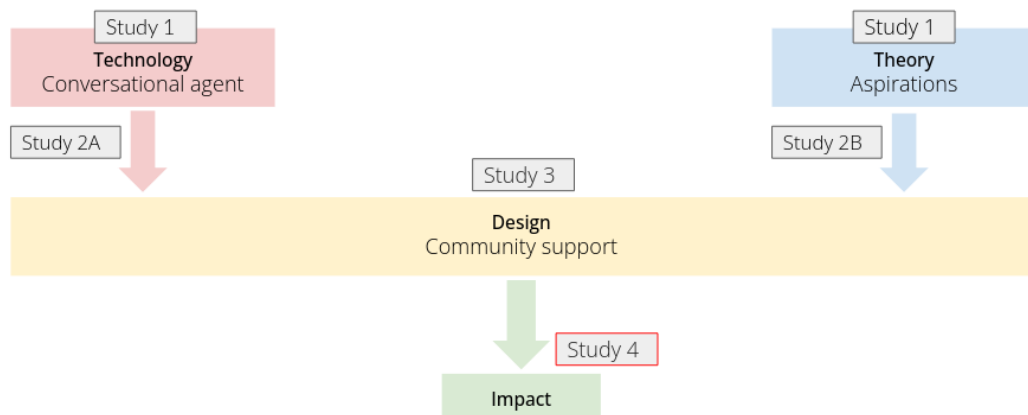 Study 1
Technology
Conversational agent
Study 1
Theory
Aspirations
Study 2A
Study 2B
Study 3
Design
Community support
Study 4
Impact